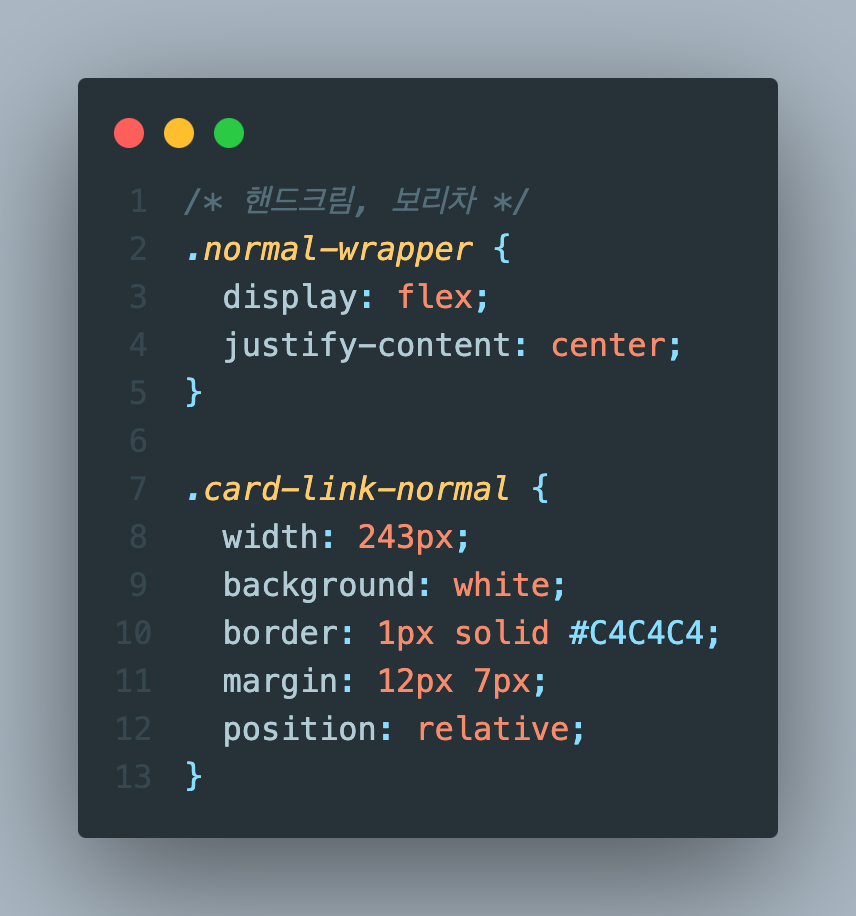 1 /* 핸드크림, 보리차 */
2 .normal-wrapper {
3   display: flex;
4   justify-content: center;
5 }
6
7 .card-link-normal {
8   width: 243px;
9   background: white;
10   border: 1px solid #C4C4C4;
11   margin: 12px 7px;
12   position: relative;
13 }